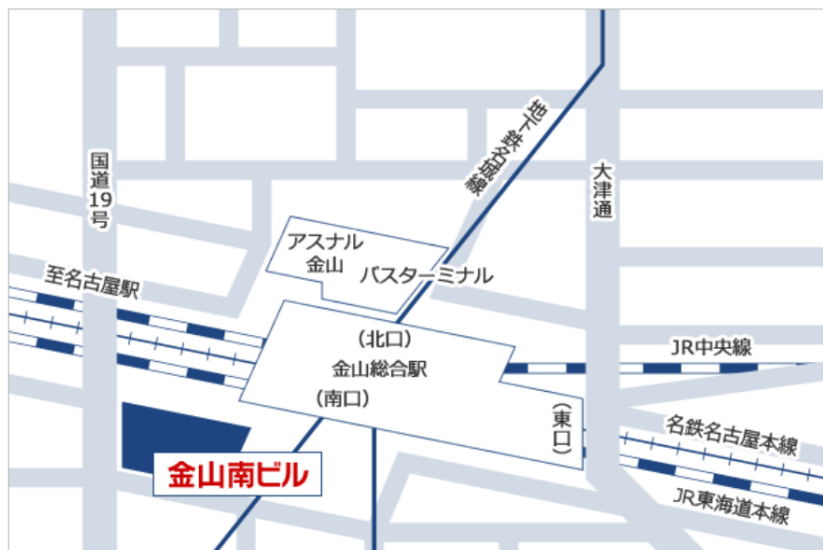 地下鉄名城線
国道19号
大津通
アスナル
金山
バスターミナル
至名古屋駅
(北口)
金山総合駅
(南口)
(東口)
JR中央線
名鉄名古屋本線
JR東海道本線
金山南ビル